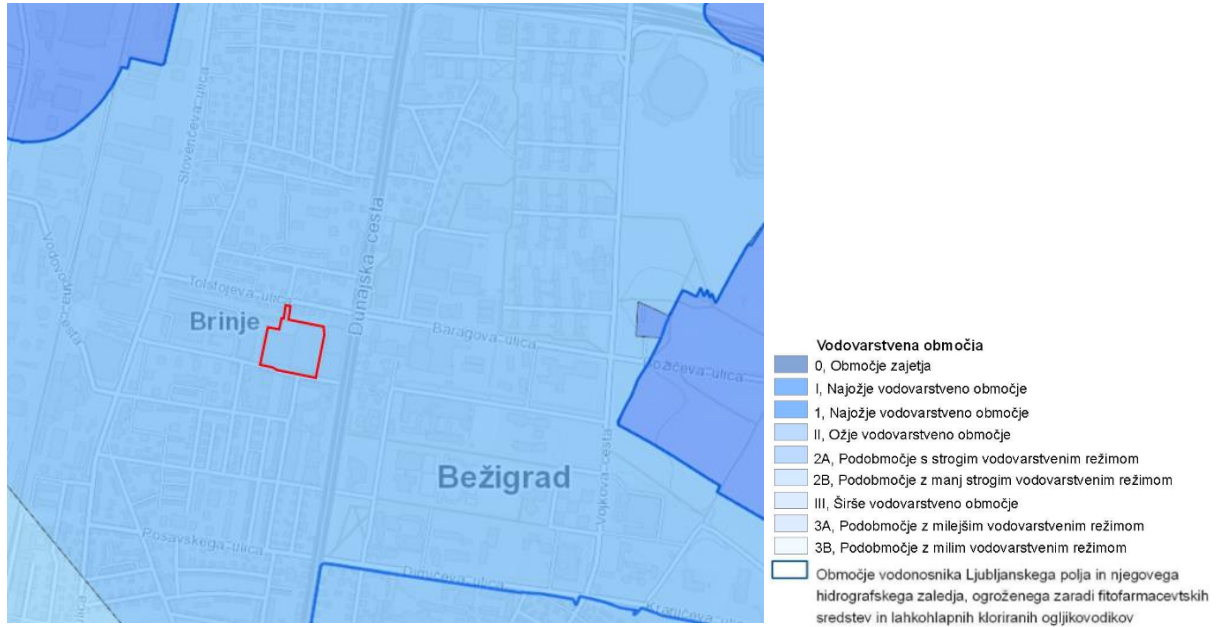 Slovenčeva ulica
Dunajska cesta
Tolstojeva ulica
Brinje
Baragova ulica
Božičeva ulica
Bežigrad
Vojkova cesta
Posavskega ulica
Dimičeva ulica
Kraničeva ulica
Vodovarstvena območja
0, Območje zajetja
I, Najožje vodovarstveno območje
1, Najožje vodovarstveno območje
II, Ožje vodovarstveno območje
2A, Podobmočje s strogim vodovarstvenim režimom
2B, Podobmočje z manj strogim vodovarstvenim režimom
III, Širše vodovarstveno območje
3A, Podobmočje z milejšim vodovarstvenim režimom
3B, Podobmočje z milim vodovarstvenim režimom
Območje vodonosnika Ljubljanskega polja in njegovega
hidrografskega zaledja, ogroženega zaradi fitofarmacevtskih
sredstev in lahkohlapnih kloriranih ogljikovodikov